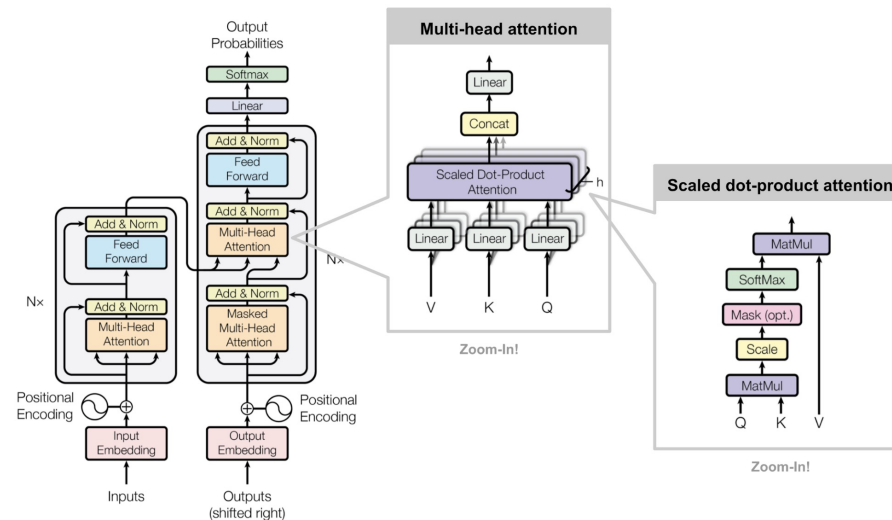 Output
Probabilities
Softmax
Linear
Add & Norm
Feed
Forward
Add & Norm
Multi-Head
Attention
Add & Norm
Masked
Multi-Head
Attention
Nx
Positional
Encoding
Output
Embedding
Outputs
(shifted right)
Add & Norm
Feed
Forward
Add & Norm
Multi-Head
Attention
Nx
Positional
Encoding
Input
Embedding
Inputs
Multi-head attention
Linear
Concat
Scaled Dot-Product
Attention
h
Linear
Linear
Linear
V
K
Q
Zoom-In!
Scaled dot-product attention
MatMul
SoftMax
Mask (opt.)
Scale
MatMul
Q
K
V
Zoom-In!